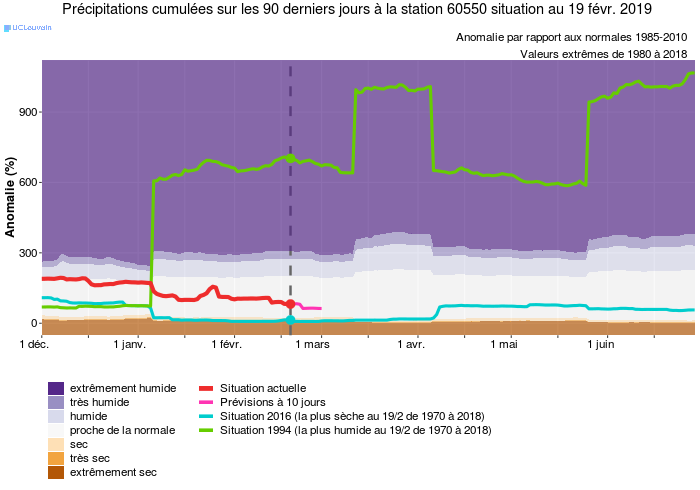 Précipitations cumulées sur les 90 derniers jours à la station 60550 situation au 19 févr. 2019
UCLouvain
Anomalie par rapport aux normales 1985-2010
Valeurs extrêmes de 1980 à 2018
Anomalie (%)
900
600
300
0
1 déc. 1 janv. 1 févr. 1 mars 1 avr. 1 mai 1 juin
extrêmement humide
très humide
humide
proche de la normale
sec
très sec
extrêmement sec
Situation actuelle
Prévisions à 10 jours
Situation 2016 (la plus sèche au 19/2 de 1970 à 2018)
Situation 1994 (la plus humide au 19/2 de 1970 à 2018)